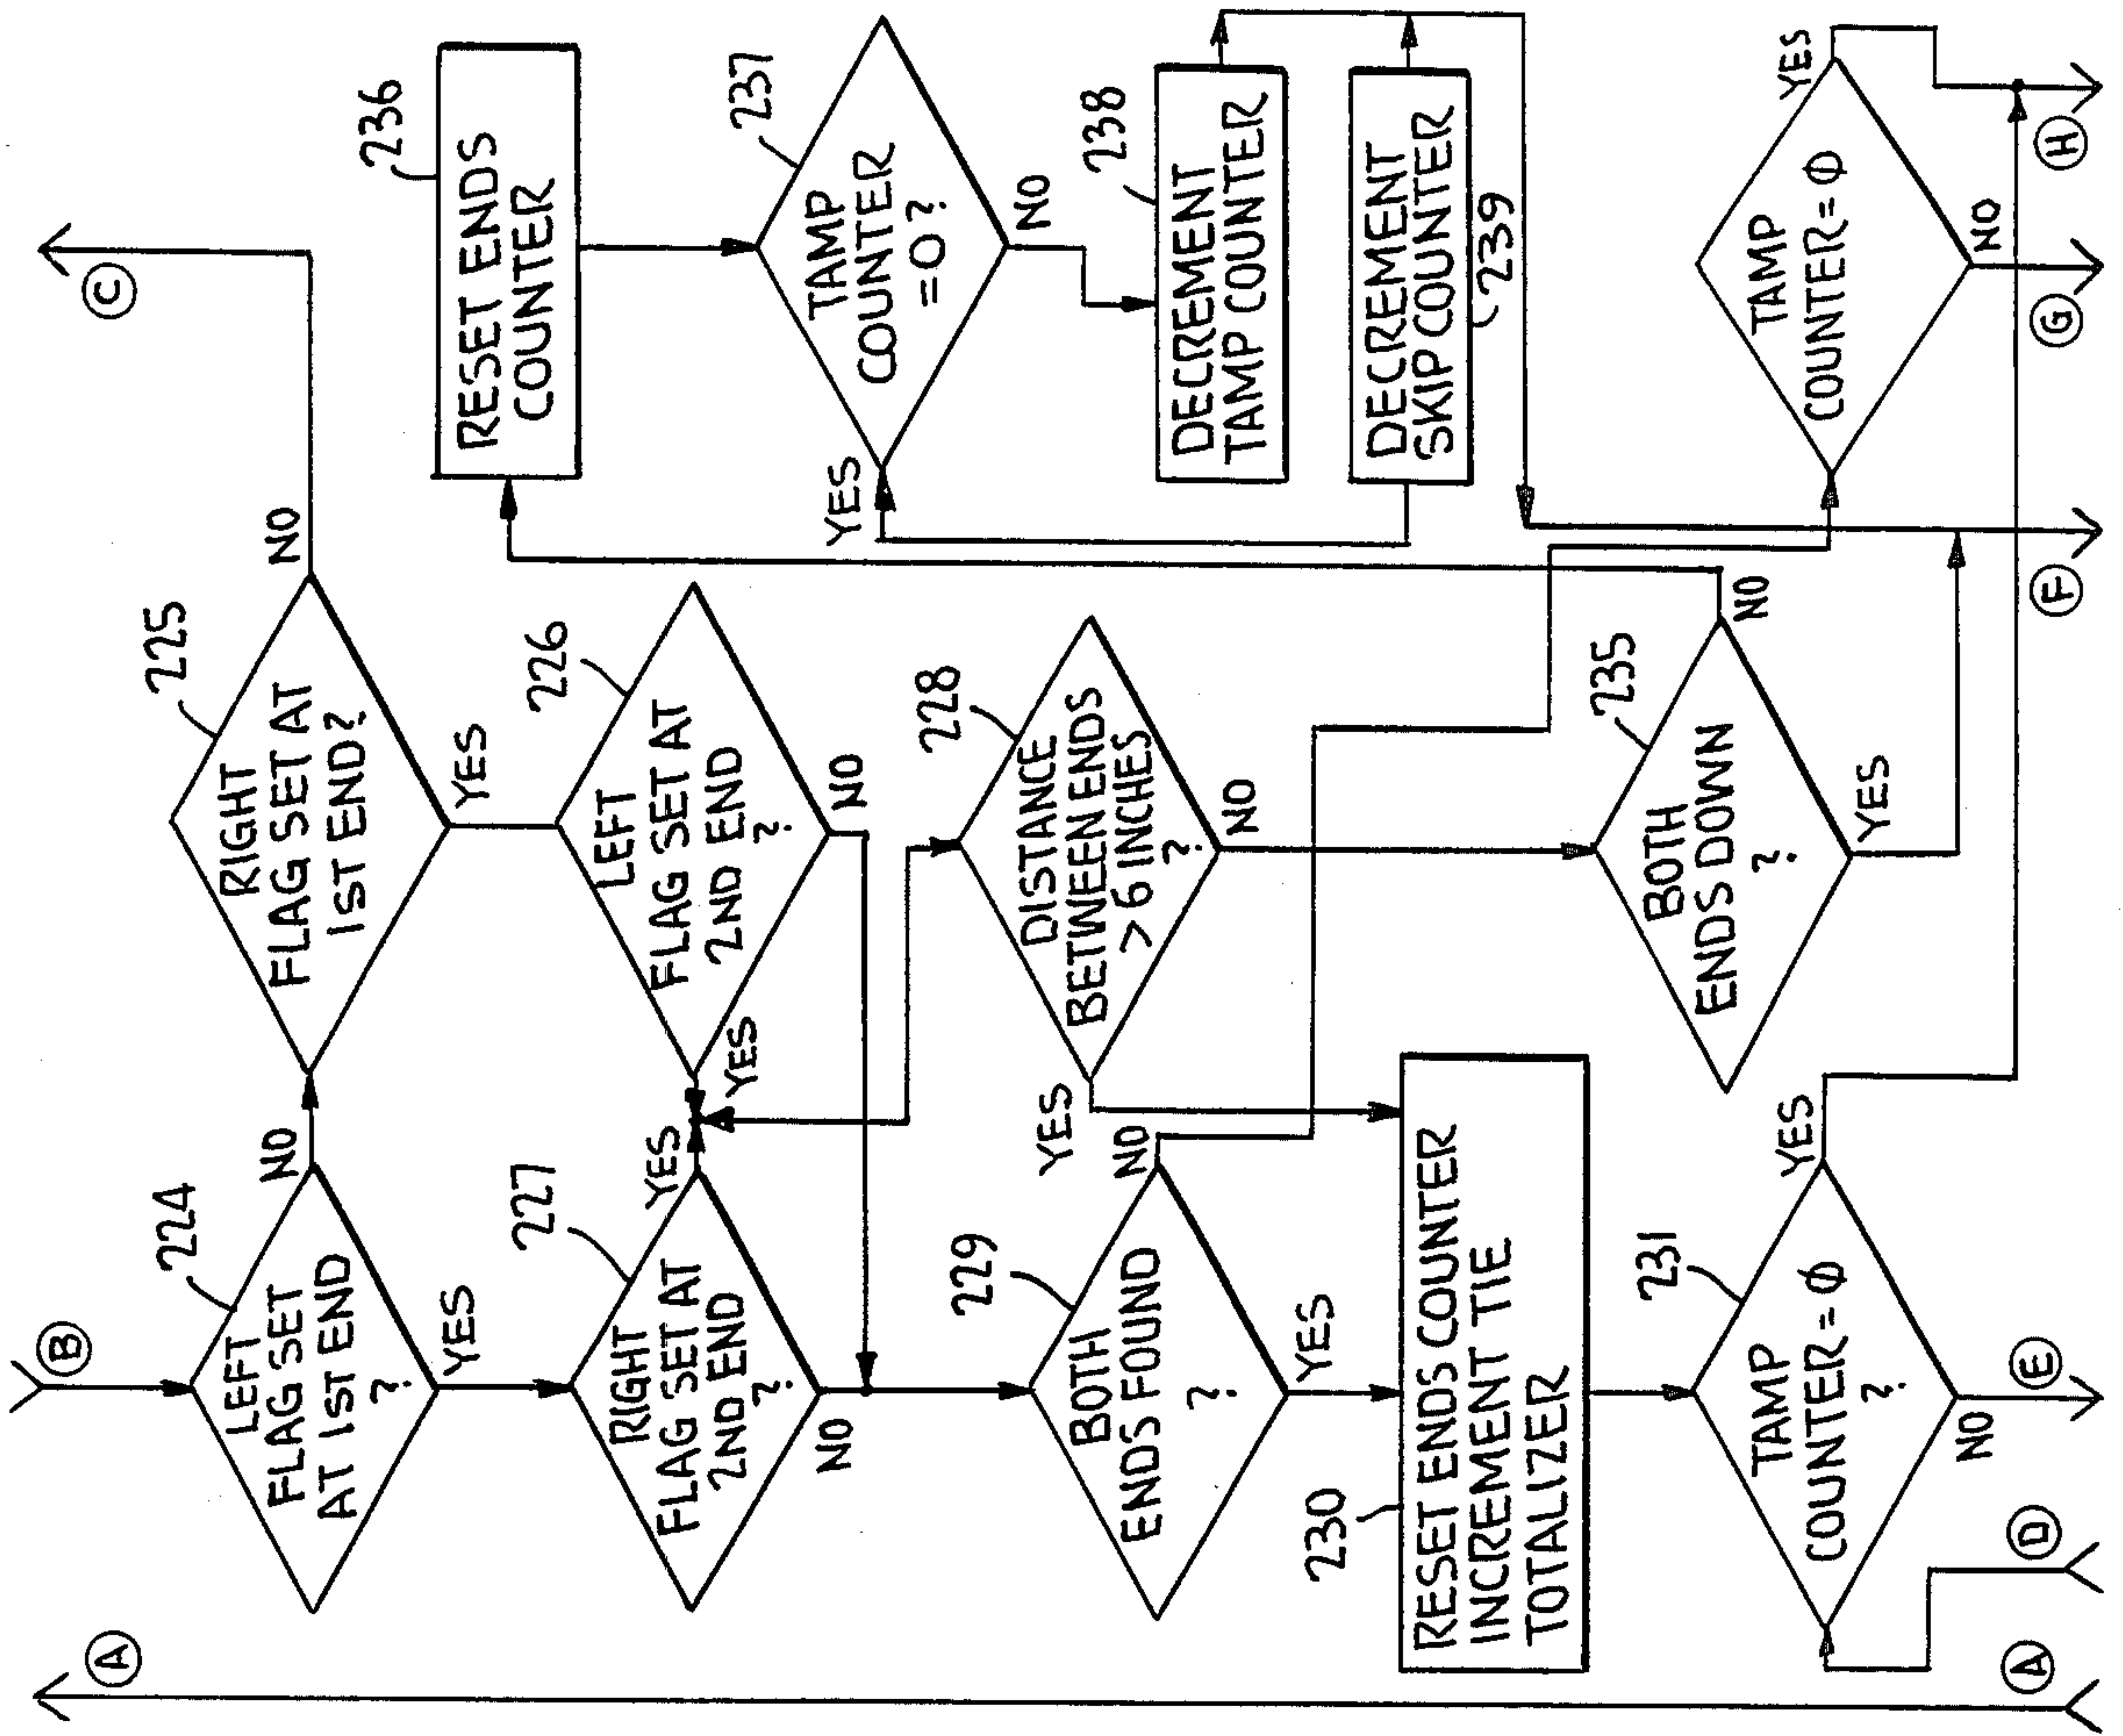 B
C
224
LEFT
FLAG SET
AT 1ST END
?
NO
YES
225
RIGHT
FLAG SET AT
1ST END?
NO
YES
236
RESET ENDS
COUNTER
227
RIGHT
FLAG SET AT
2ND END
?
YES
NO
226
LEFT
FLAG SET AT
2ND END
?
YES
NO
237
TAMP
COUNTER
=0?
YES
NO
229
BOTH
ENDS FOUND
?
NO
YES
228
DISTANCE
BETWEEN ENDS
> 6 INCHES
?
YES
NO
238
DECREMENT
TAMP COUNTER
DECREMENT
SKIP COUNTER
239
230
RESET ENDS COUNTER
INCREMENT TIE
TOTALIZER
235
BOTH
ENDS DOWN
?
NO
YES
231
TAMP
COUNTER=Φ
?
YES
NO
TAMP
COUNTER=Φ
YES
NO
A
A
D
E
F
G
H